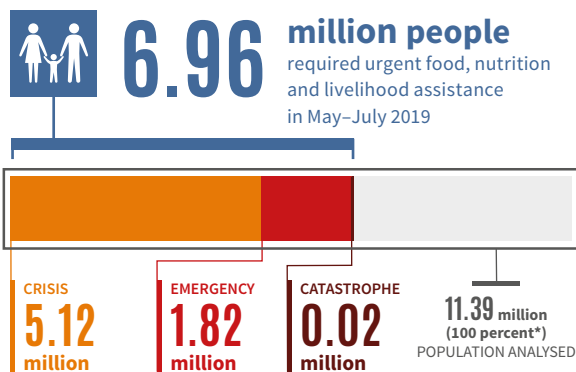 6.96
million people
required urgent food, nutrition
and livelihood assistance
in May–July 2019
CRISIS
5.12
million
EMERGENCY
1.82
million
CATASTROPHE
0.02
million
11.39 million
(100 percent*)
POPULATION ANALYSED